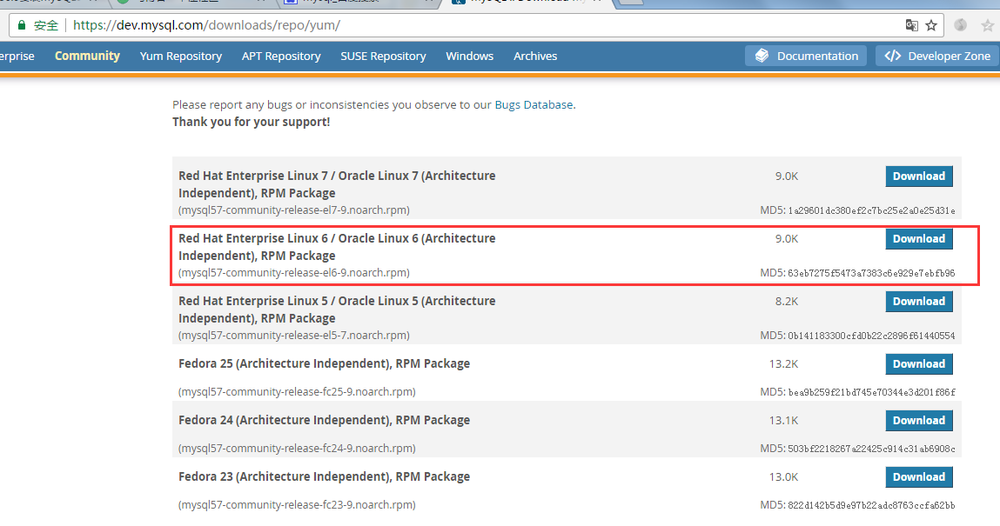 安全 https://dev.mysql.com/downloads/repo/yum/
erprise Community Yum Repository APT Repository SUSE Repository Windows Archives Documentation Developer Zone
Please report any bugs or inconsistencies you observe to our Bugs Database.
Thank you for your support!
Red Hat Enterprise Linux 7 / Oracle Linux 7 (Architecture 9.0K Download
Independent), RPM Package
(mysql57-community-release-el7-9.noarch.rpm) MD5: 1a29601dc380ef2c7bc25e2a0e25d31e
Red Hat Enterprise Linux 6 / Oracle Linux 6 (Architecture 9.0K Download
Independent), RPM Package
(mysql57-community-release-el6-9.noarch.rpm) MD5: 63eb7275f5473a7383c6e929e7ebfb96
Red Hat Enterprise Linux 5 / Oracle Linux 5 (Architecture 8.2K Download
Independent), RPM Package
(mysql57-community-release-el5-7.noarch.rpm) MD5: 0b141183300cfd0b22c2896f61440554
Fedora 25 (Architecture Independent), RPM Package 13.2K Download
(mysql57-community-release-fc25-9.noarch.rpm) MD5: bea9b259f21bd745e70344e3d201f86f
Fedora 24 (Architecture Independent), RPM Package 13.1K Download
(mysql57-community-release-fc24-9.noarch.rpm) MD5: 503bf2218267a22425c914c31ab6908c
Fedora 23 (Architecture Independent), RPM Package 13.0K Download
(mysql57-community-release-fc23-9.noarch.rpm) MD5: 822d142b5d9e97b22adc8763ccfa62bb